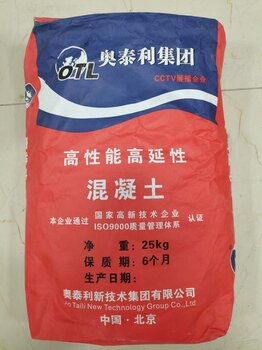 OTL 奥泰利集团
CCTV展播企业
高性能高延性
混凝土
本企业通过 国家高新技术企业 认证
ISO9000质量管理体系
净 重：25kg
保 质 期：6个月
生产日期：
奥泰利新技术集团有限公司
Ao Taili New Technology Group Co.,Ltd
中国·北京